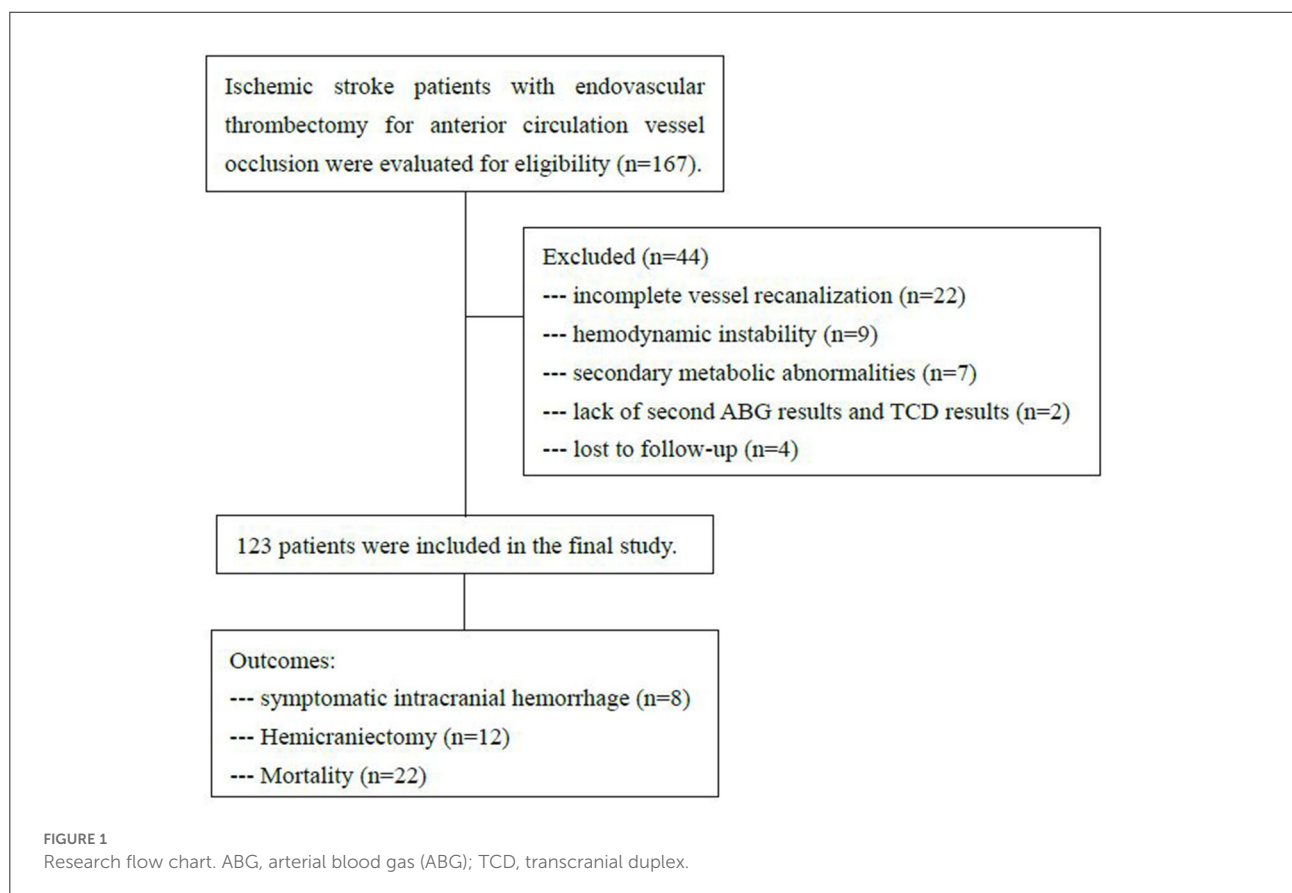 Ischemic stroke patients with endovascular
thrombectomy for anterior circulation vessel
occlusion were evaluated for eligibility (n=167).
Excluded (n=44)
--- incomplete vessel recanalization (n=22)
--- hemodynamic instability (n=9)
--- secondary metabolic abnormalities (n=7)
--- lack of second ABG results and TCD results (n=2)
--- lost to follow-up (n=4)
123 patients were included in the final study.
Outcomes:
--- symptomatic intracranial hemorrhage (n=8)
--- Hemicraniectomy (n=12)
--- Mortality (n=22)
FIGURE 1
Research flow chart. ABG, arterial blood gas (ABG); TCD, transcranial duplex.